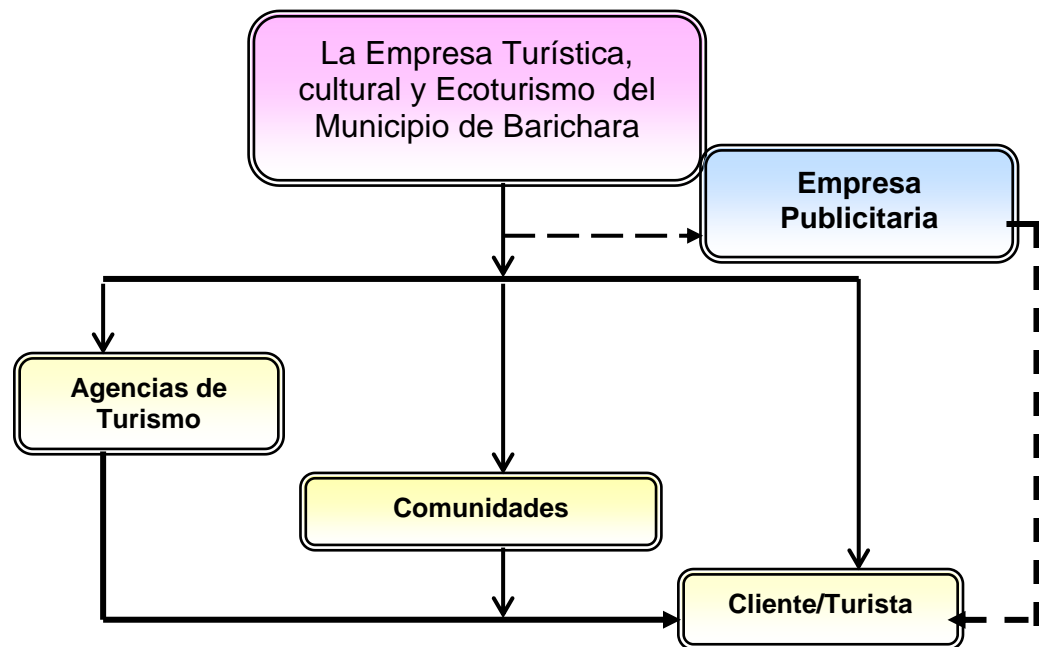 La Empresa Turística,
cultural y Ecoturismo del
Municipio de Barichara
Empresa
Publicitaria
Agencias de
Turismo
Comunidades
Cliente/Turista